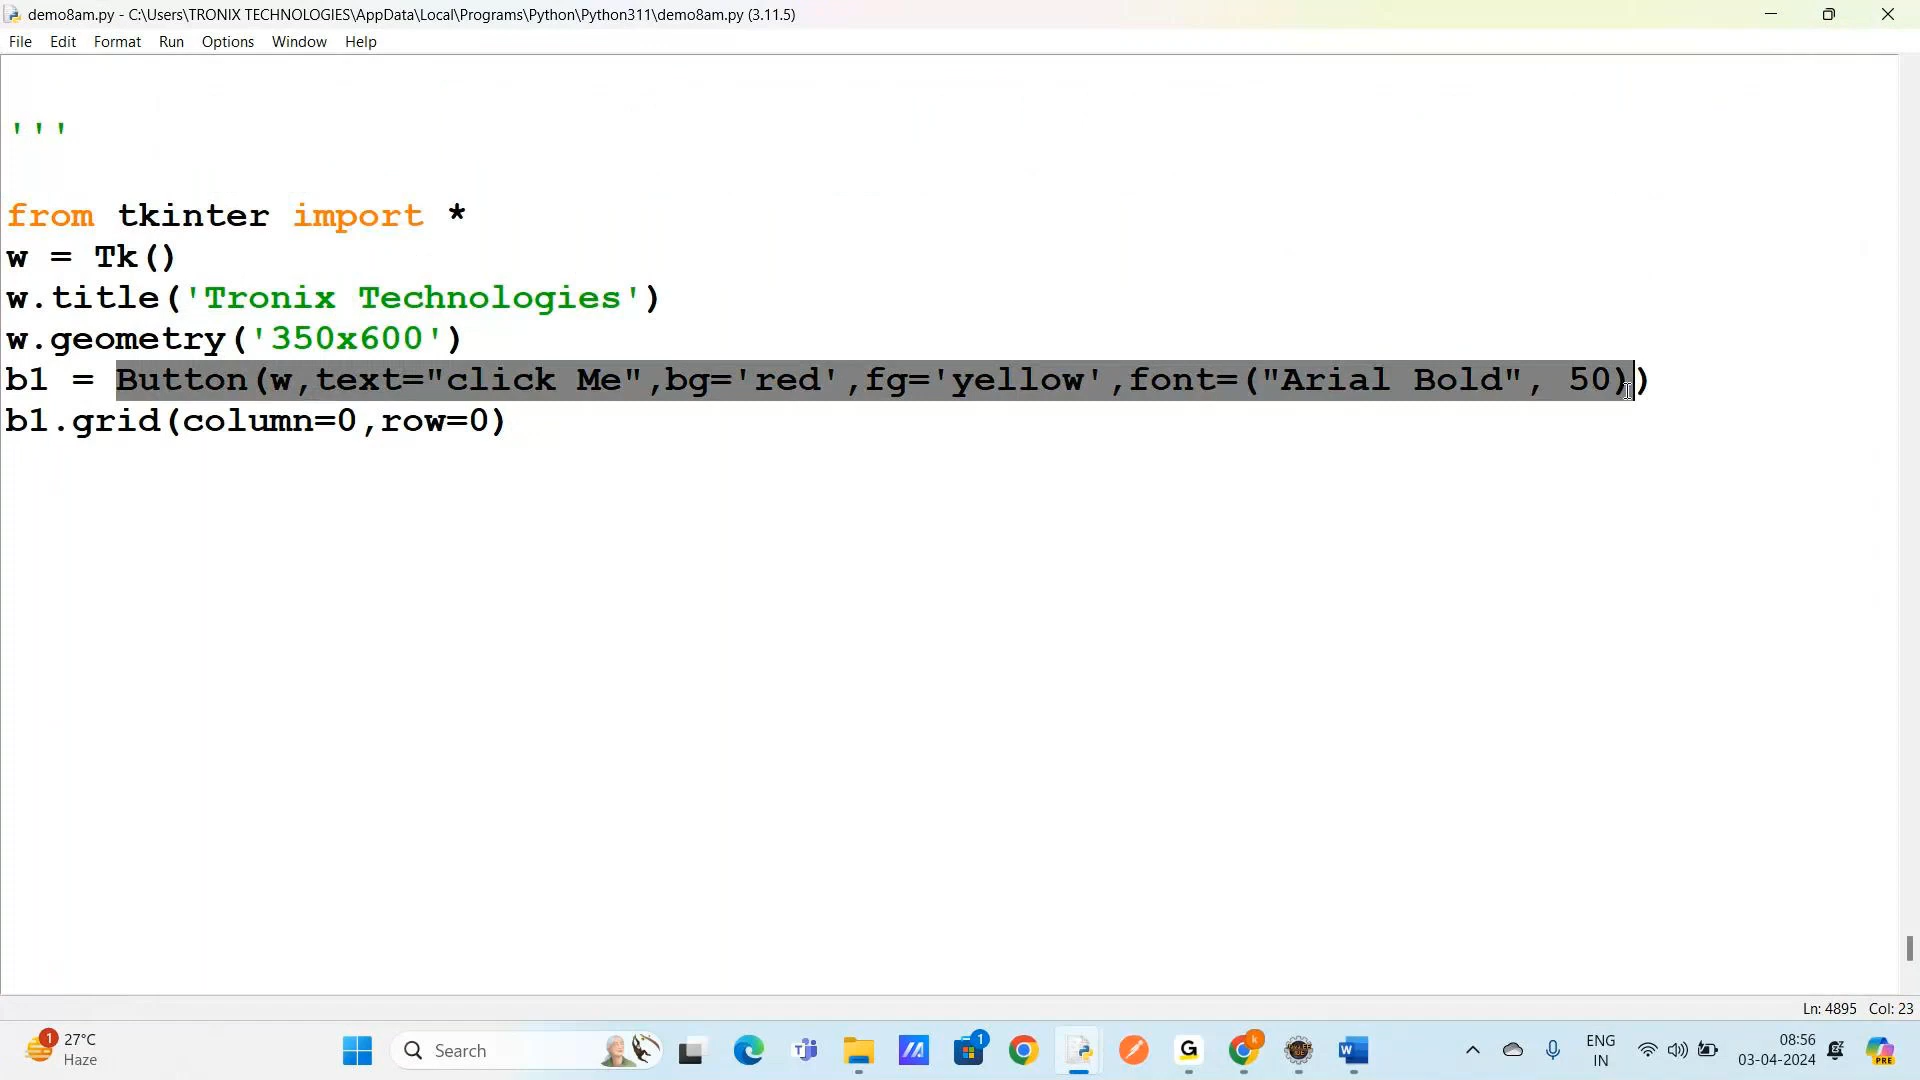 demo8am.py - C:\Users\TRONIX TECHNOLOGIES\AppData\Local\Programs\Python\Python311\demo8am.py (3.11.5)
File Edit Format Run Options Window Help
'''
from tkinter import *
w = Tk()
w.title('Tronix Technologies')
w.geometry('350x600')
b1 = Button(w,text="click Me",bg='red',fg='yellow',font=("Arial Bold", 50))
b1.grid(column=0,row=0)
Ln: 4895 Col: 23
1
27°C
Haze
Search
1
G
k
W
ENG
IN
08:56
03-04-2024
PRE